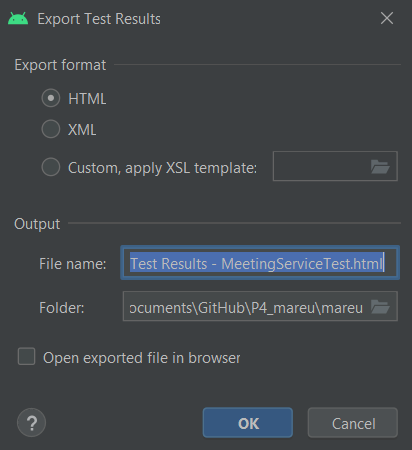 Export Test Results
Export format
HTML
XML
Custom, apply XSL template:
Output
File name: Test Results - MeetingServiceTest.html
Folder: ocuments\GitHub\P4_mareu\mareu
Open exported file in browser
? OK Cancel